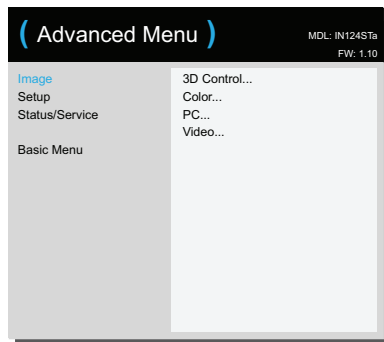 ( Advanced Menu )
MDL: IN124STa
FW: 1.10
Image
Setup
Status/Service
Basic Menu
3D Control...
Color...
PC...
Video...